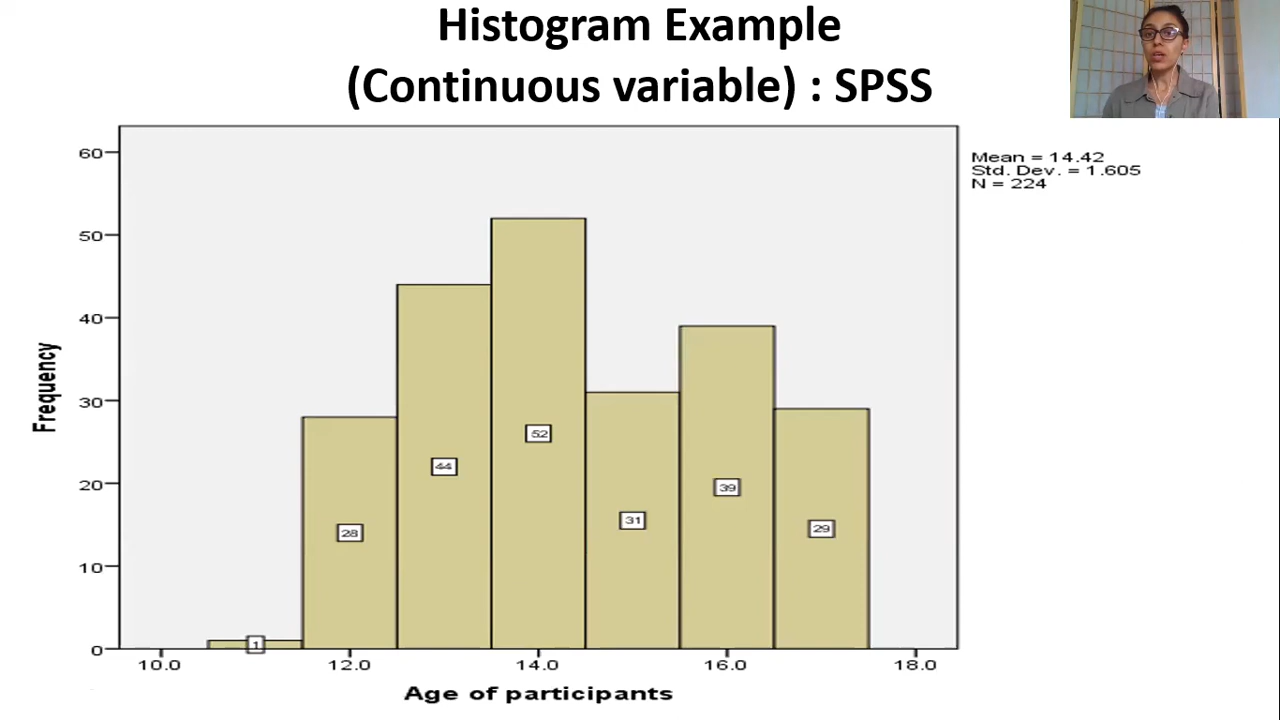 Histogram Example
(Continuous variable) : SPSS
Mean = 14.42
Std. Dev. = 1.605
N = 224
Frequency
60
50
40
30
20
10
0
1
28
44
52
31
39
29
10.0 12.0 14.0 16.0 18.0
Age of participants